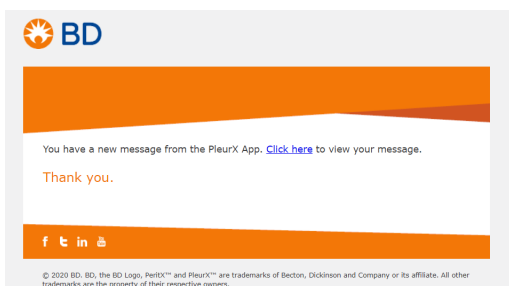 BD
You have a new message from the PleurX App. Click here to view your message.
Thank you.
© 2020 BD. BD, the BD Logo, PeritX™ and PleurX™ are trademarks of Becton, Dickinson and Company or its affiliate. All other
trademarks are the property of their respective owners.